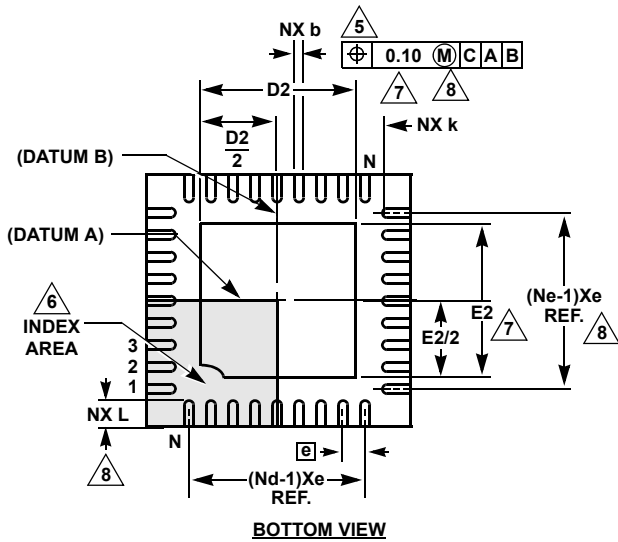 5
NX b
⌖ 0.10 Ⓜ C A B
D2
7
8
D2
2
NX k
(DATUM B)
N
(DATUM A)
6
INDEX
AREA
(Ne-1)Xe
REF.
8
E2
7
E2/2
3
2
1
NX L
8
N
e
(Nd-1)Xe
REF.
BOTTOM VIEW